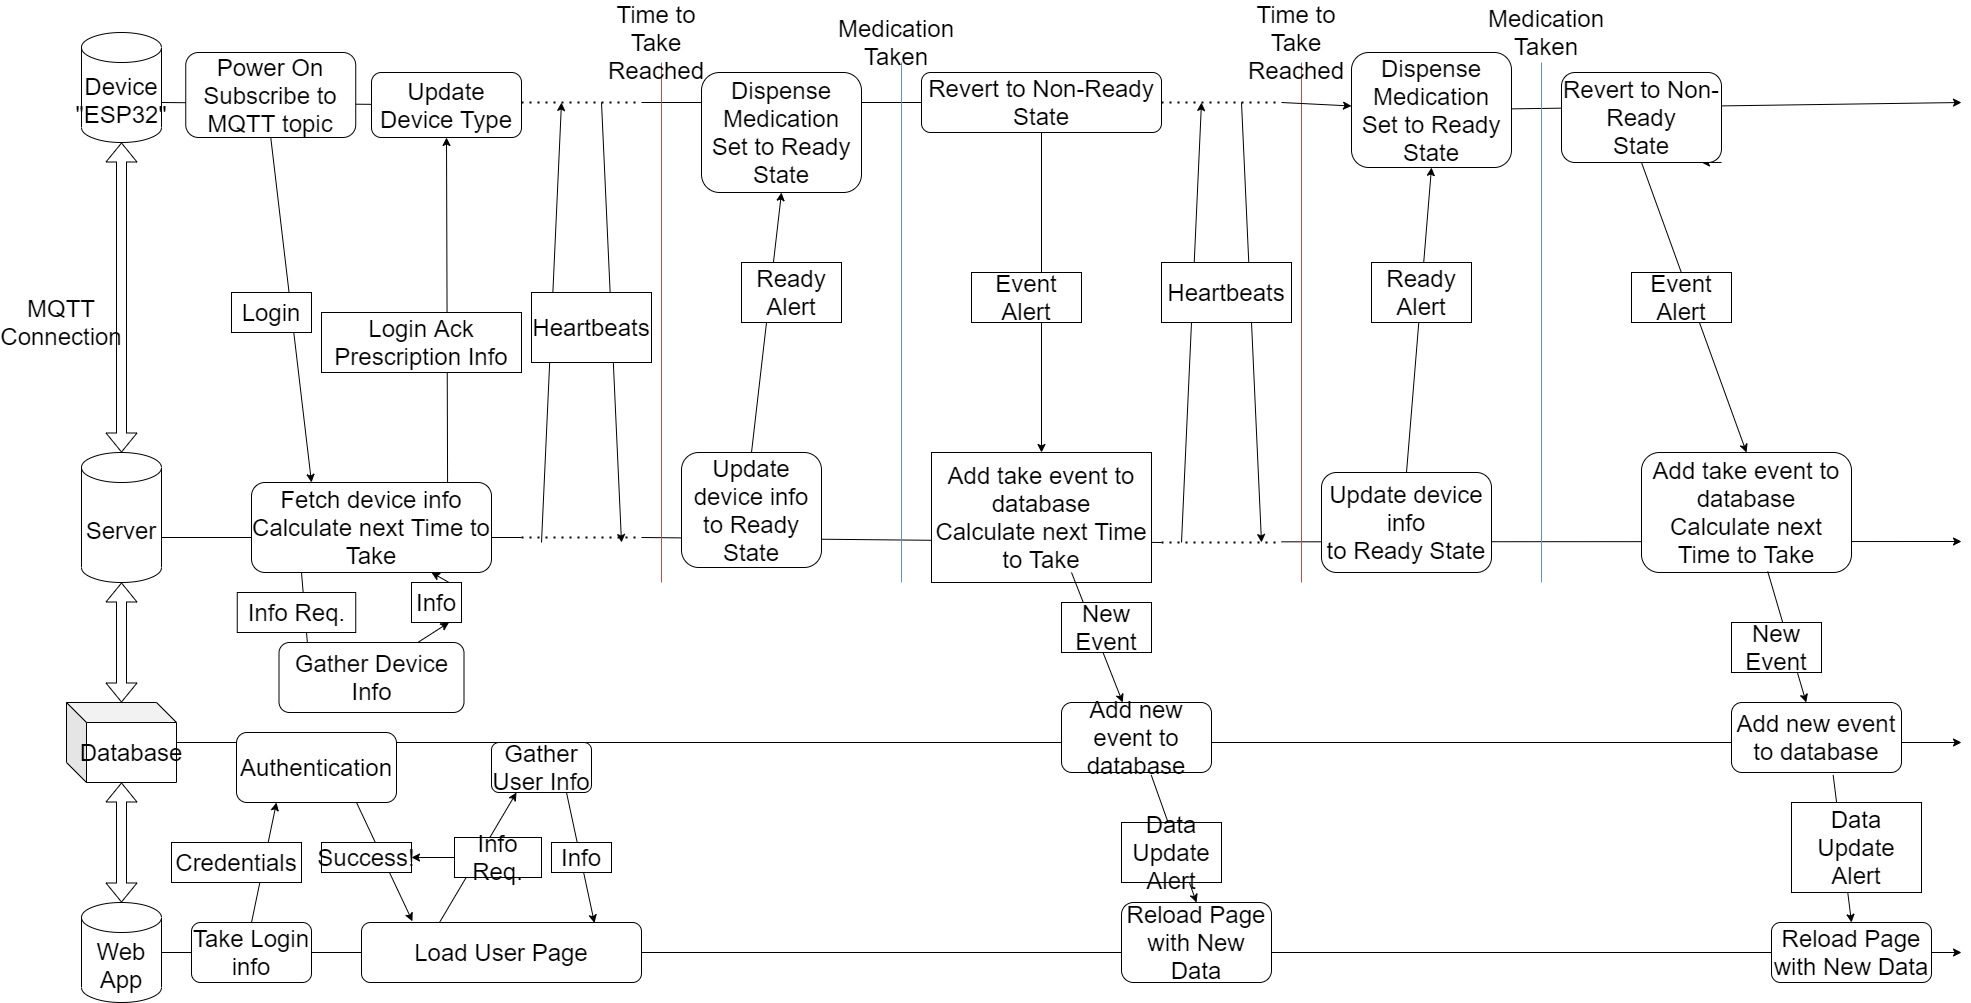 Time to
Take
Reached
Medication
Taken
Time to
Take
Reached
Medication
Taken
Device
"ESP32"
Power On
Subscribe to
MQTT topic
Update
Device Type
Dispense
Medication
Set to Ready
State
Revert to Non-Ready
State
Dispense
Medication
Set to Ready
State
Revert to Non-
Ready
State
MQTT
Connection
Login
Login Ack
Prescription Info
Heartbeats
Ready
Alert
Event
Alert
Heartbeats
Ready
Alert
Event
Alert
Server
Fetch device info
Calculate next Time to
Take
Update
device info
to Ready
State
Add take event to
database
Calculate next Time
to Take
Update device
info
to Ready State
Add take event to
database
Calculate next
Time to Take
Info Req.
Info
Gather Device
Info
New
Event
New
Event
Database
Authentication
Gather
User Info
Add new
event to
database
Add new event
to database
Credentials
Success!
Info
Req.
Info
Data
Update
Alert
Data
Update
Alert
Web
App
Take Login
info
Load User Page
Reload Page
with New
Data
Reload Page
with New Data